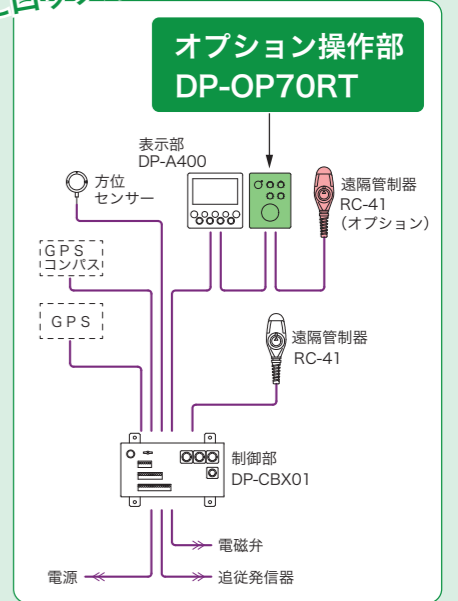 オプション操作部
DP-OP70RT
表示部
DP-A400
方位
センサー
遠隔管制器
RC-41
（オプション）
GPS
コンパス
GPS
遠隔管制器
RC-41
制御部
DP-CBX01
電磁弁
電源
追従発信器